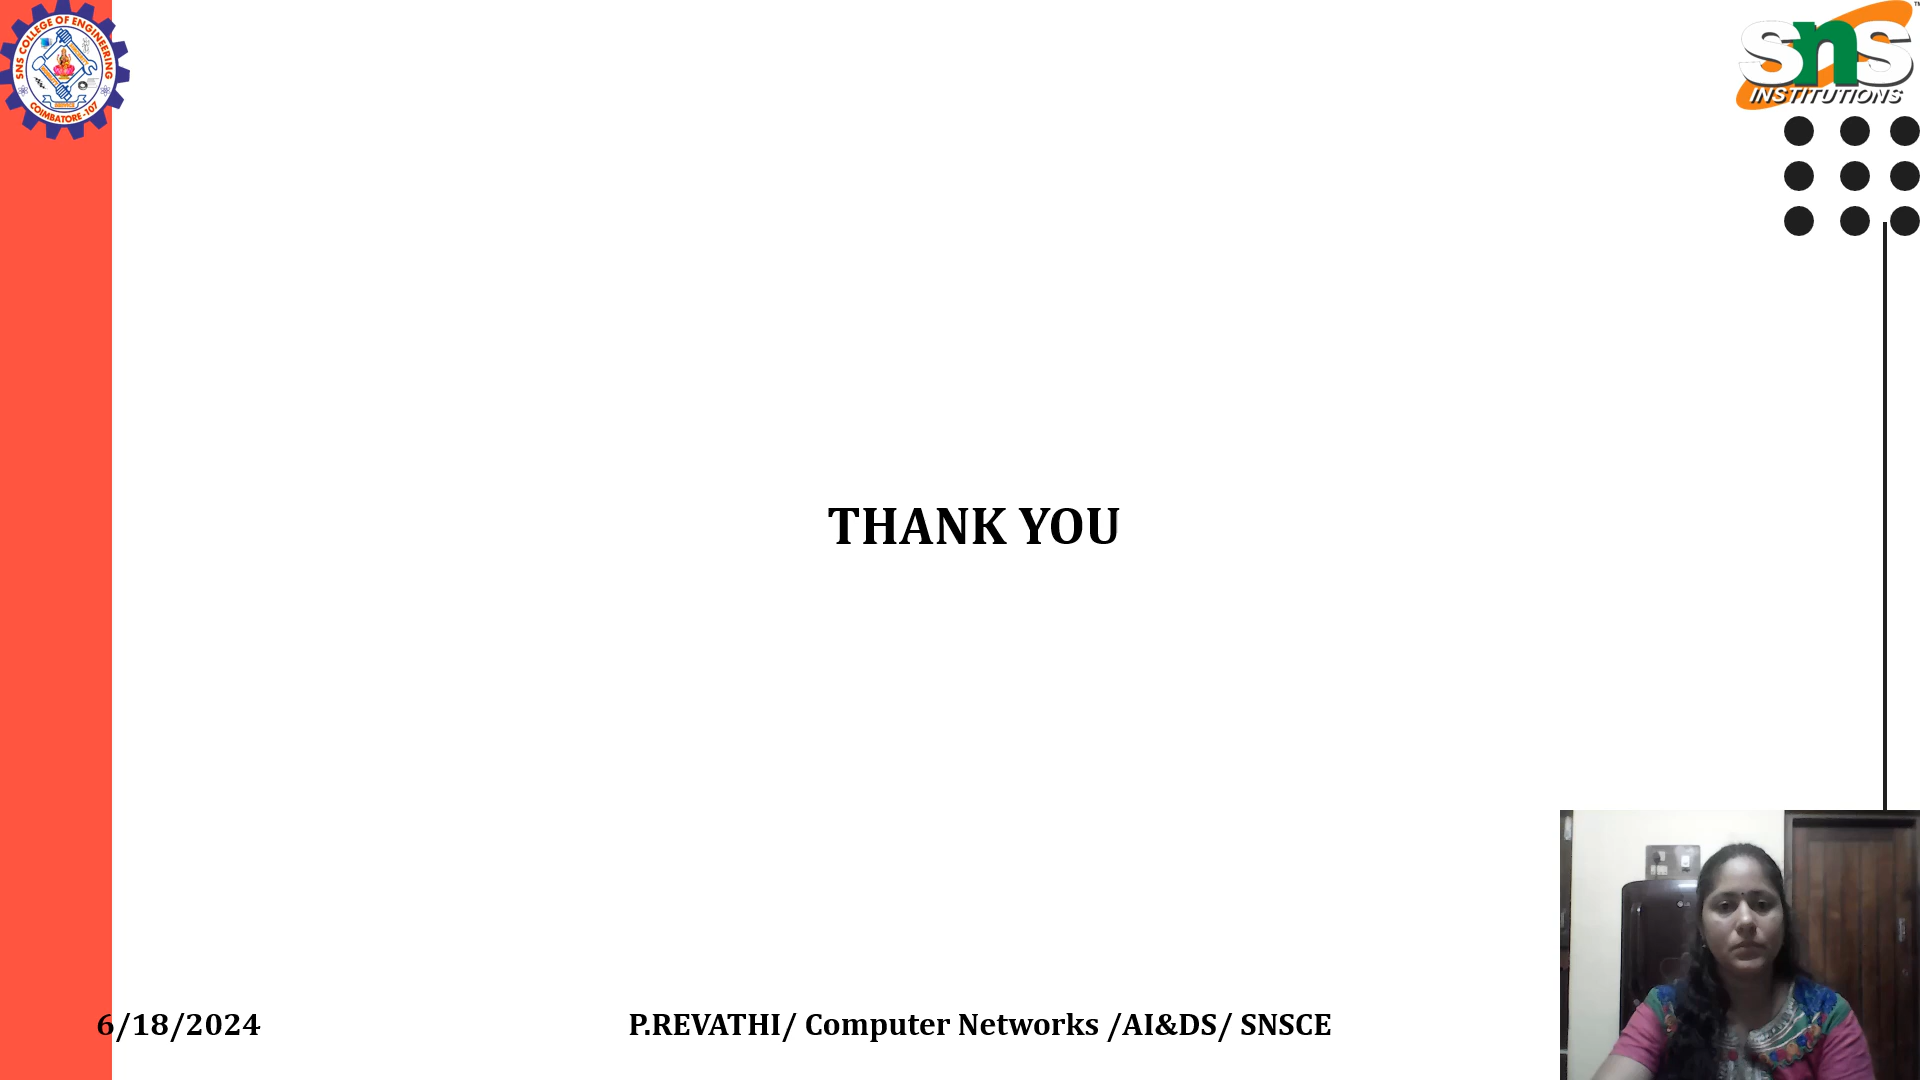 SNS COLLEGE OF ENGINEERING
COIMBATORE -107
sns
INSTITUTIONS
THANK YOU
6/18/2024
P.REVATHI/ Computer Networks /AI&DS/ SNSCE